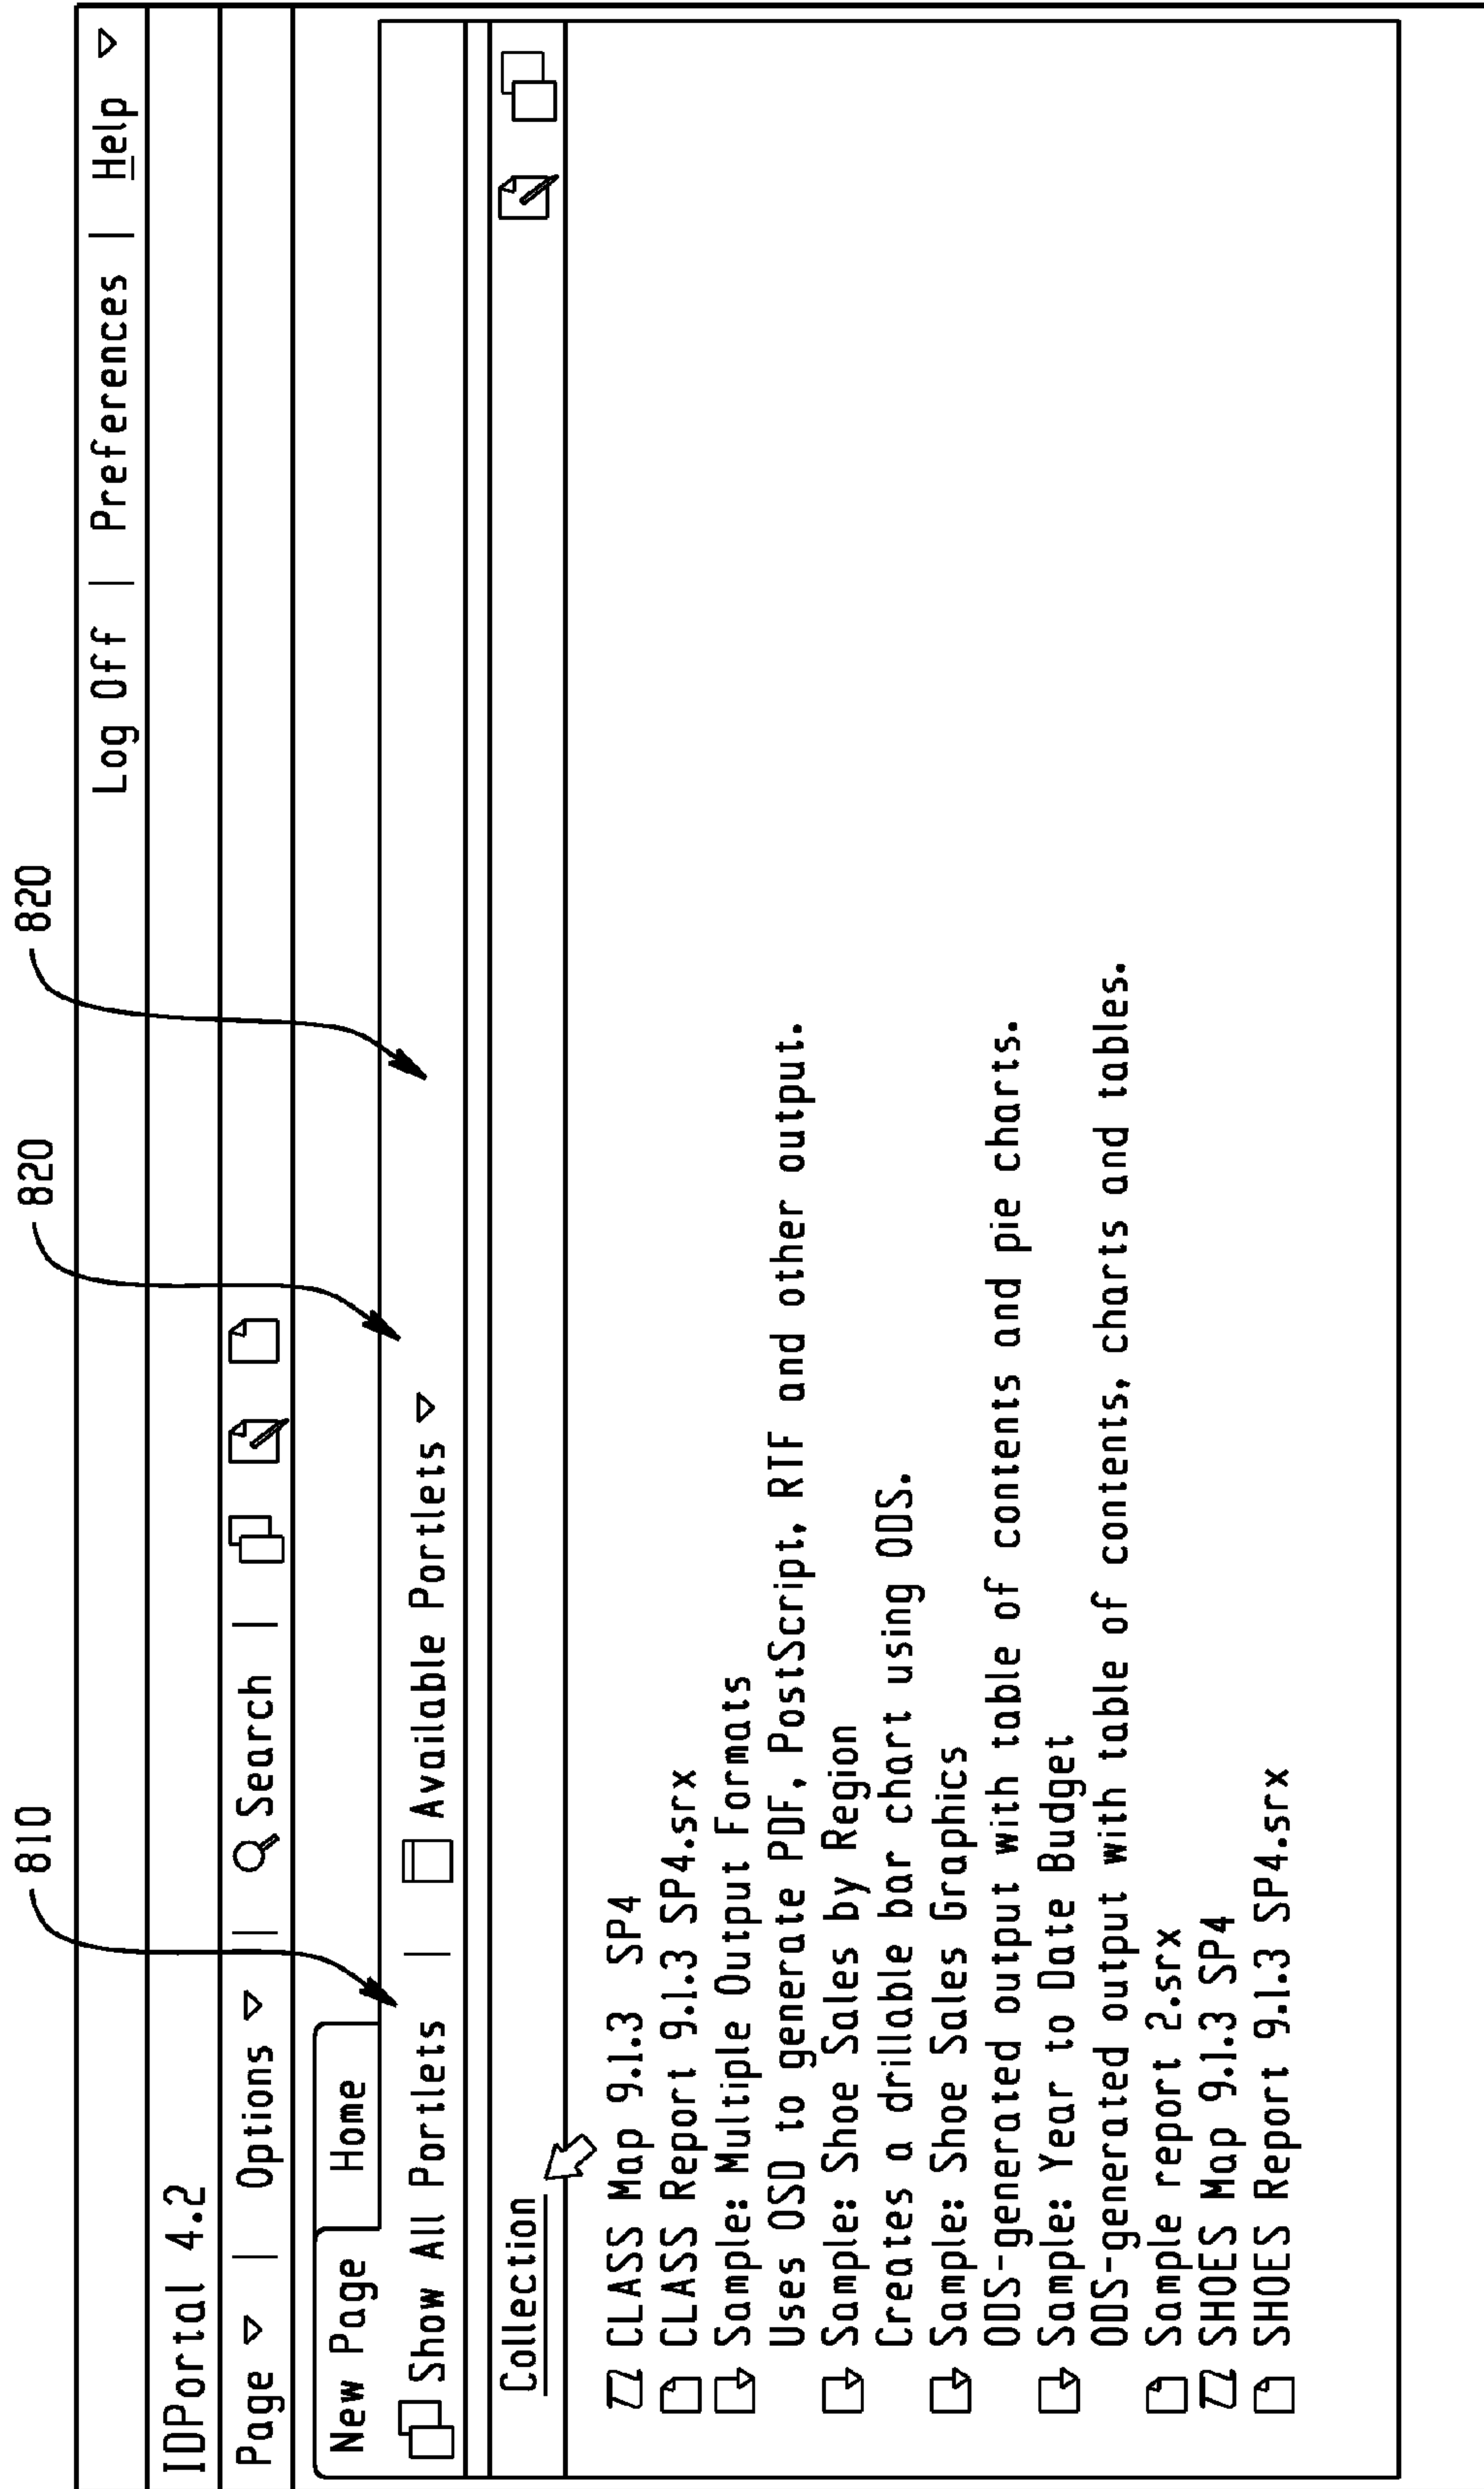 810
820
820
Log Off | Preferences | Help
IDPortal 4.2
Page | Options | Search |
New Page Home
Show All Portlets | Available Portlets
Collection
CLASS Map 9.1.3 SP4
CLASS Report 9.1.3 SP4.srx
Sample: Multiple Output Formats
Uses OSD to generate PDF, PostScript, RTF and other output.
Sample: Shoe Sales by Region
Creates a drillable bar chart using ODS.
Sample: Shoe Sales Graphics
ODS-generated output with table of contents and pie charts.
Sample: Year to Date Budget
ODS-generated output with table of contents, charts and tables.
Sample report 2.srx
SHOES Map 9.1.3 SP4
SHOES Report 9.1.3 SP4.srx